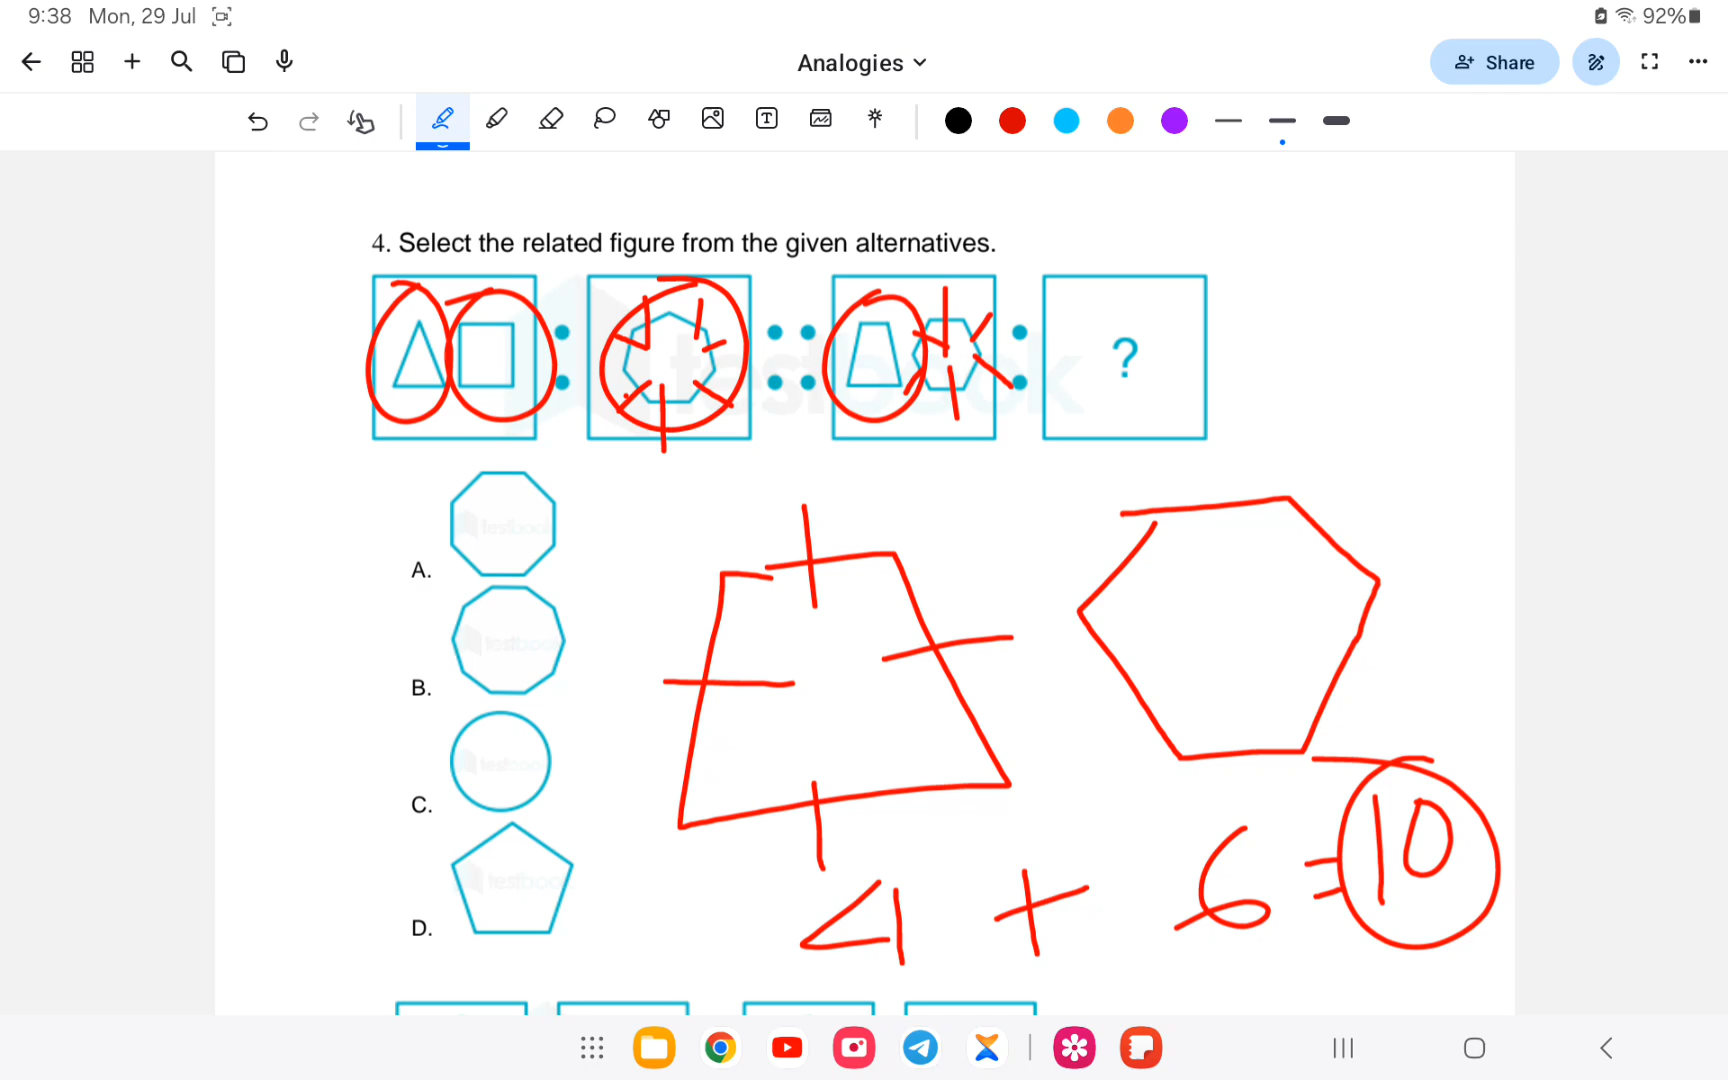 9:38 Mon, 29 Jul 92%
Analogies
Share
4. Select the related figure from the given alternatives.
?
testbook
A.
B.
C.
D.
4 + 6 = 10